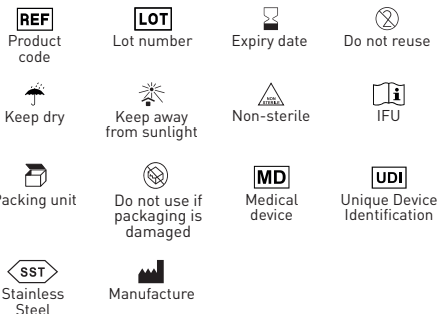 REF
LOT
Product code
Lot number
Expiry date
Do not reuse
NON STERILE
i
Keep dry
Keep away from sunlight
Non-sterile
IFU
MD
UDI
Packing unit
Do not use if packaging is damaged
Medical device
Unique Device Identification
SST
Stainless Steel
Manufacture